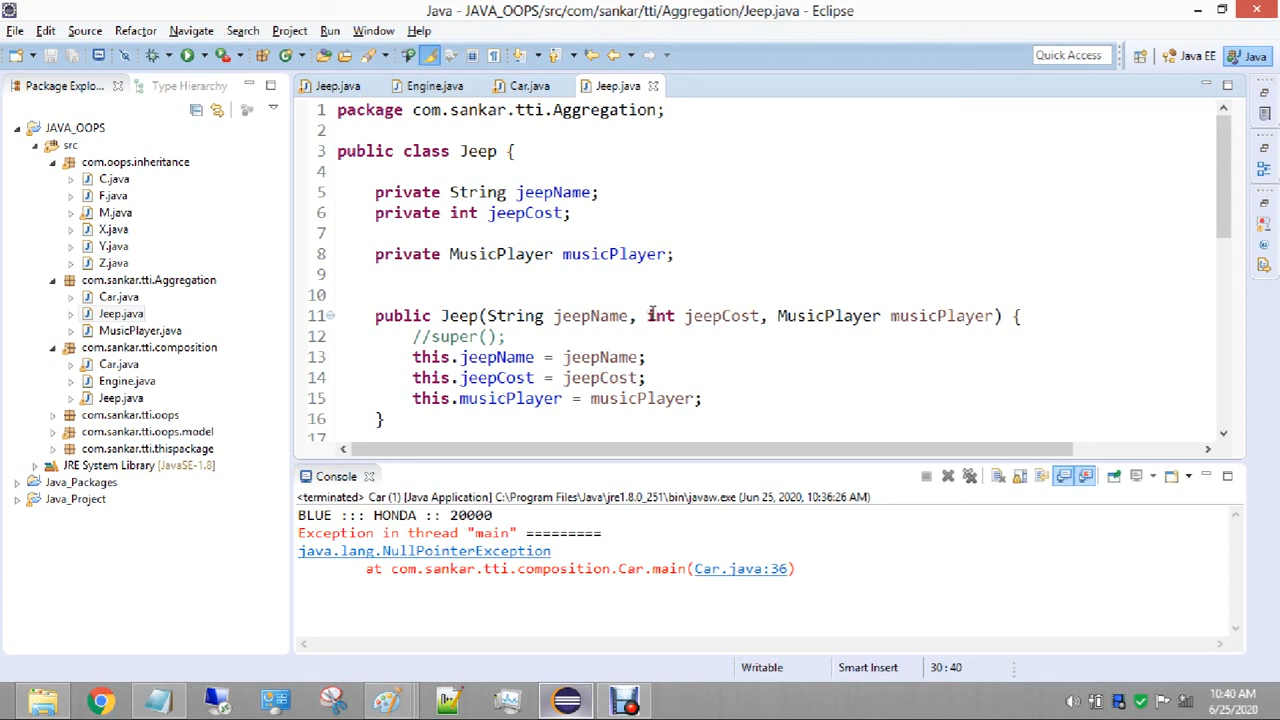 Java - JAVA_OOPS/src/com/sankar/tti/Aggregation/Jeep.java - Eclipse
File Edit Source Refactor Navigate Search Project Run Window Help
Quick Access Java EE Java
Package Explo... Type Hierarchy
Jeep.java Engine.java Car.java Jeep.java
JAVA_OOPS
src
com.oops.inheritance
C.java
F.java
M.java
X.java
Y.java
Z.java
com.sankar.tti.Aggregation
Car.java
Jeep.java
MusicPlayer.java
com.sankar.tti.composition
Car.java
Engine.java
Jeep.java
com.sankar.tti.oops
com.sankar.tti.oops.model
com.sankar.tti.thispackage
JRE System Library [JavaSE-1.8]
Java_Packages
Java_Project
1 package com.sankar.tti.Aggregation;
2
3 public class Jeep {
4
5 private String jeepName;
6 private int jeepCost;
7
8 private MusicPlayer musicPlayer;
9
10
11 public Jeep(String jeepName, int jeepCost, MusicPlayer musicPlayer) {
12 //super();
13 this.jeepName = jeepName;
14 this.jeepCost = jeepCost;
15 this.musicPlayer = musicPlayer;
16 }
17
Console
<terminated> Car (1) [Java Application] C:\Program Files\Java\jre1.8.0_251\bin\javaw.exe (Jun 25, 2020, 10:36:26 AM)
BLUE ::: HONDA :: 20000
Exception in thread "main" =========
java.lang.NullPointerException
at com.sankar.tti.composition.Car.main(Car.java:36)
Writable Smart Insert 30 : 40
10:40 AM
6/25/2020